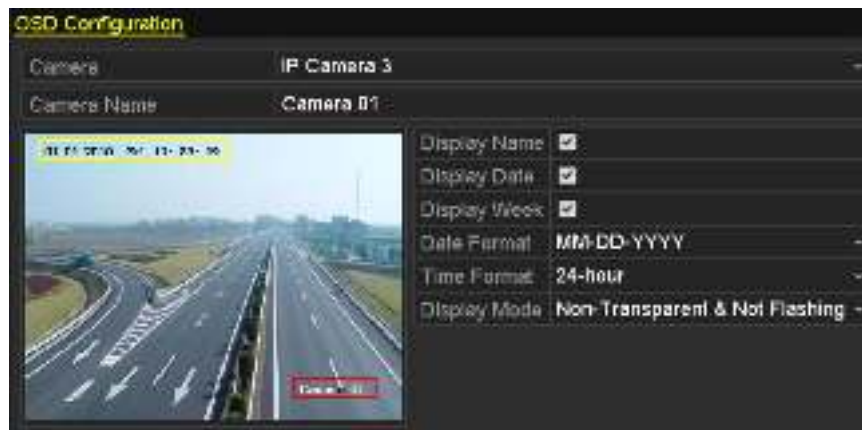 OSD Configuration
Camera IP Camera 3
Camera Name Camera 01
Display Name
Display Date
Display Week
Date Format MM-DD-YYYY
Time Format 24-hour
Display Mode Non-Transparent & Not Flashing
Camera